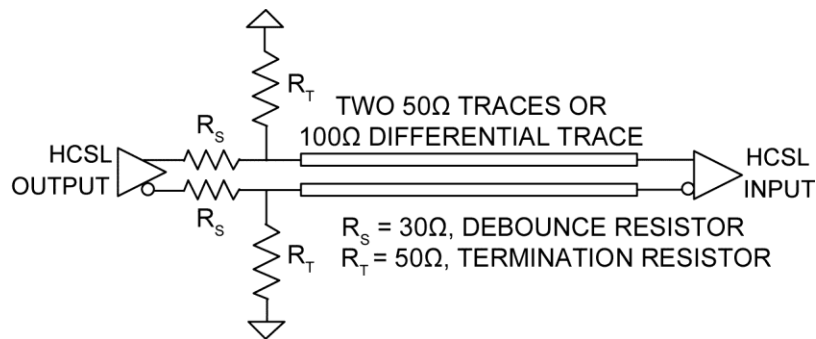 R_T
TWO 50Ω TRACES OR
100Ω DIFFERENTIAL TRACE
R_S
HCSL
OUTPUT
HCSL
INPUT
R_S
R_S = 30Ω, DEBOUNCE RESISTOR
R_T = 50Ω, TERMINATION RESISTOR
R_T